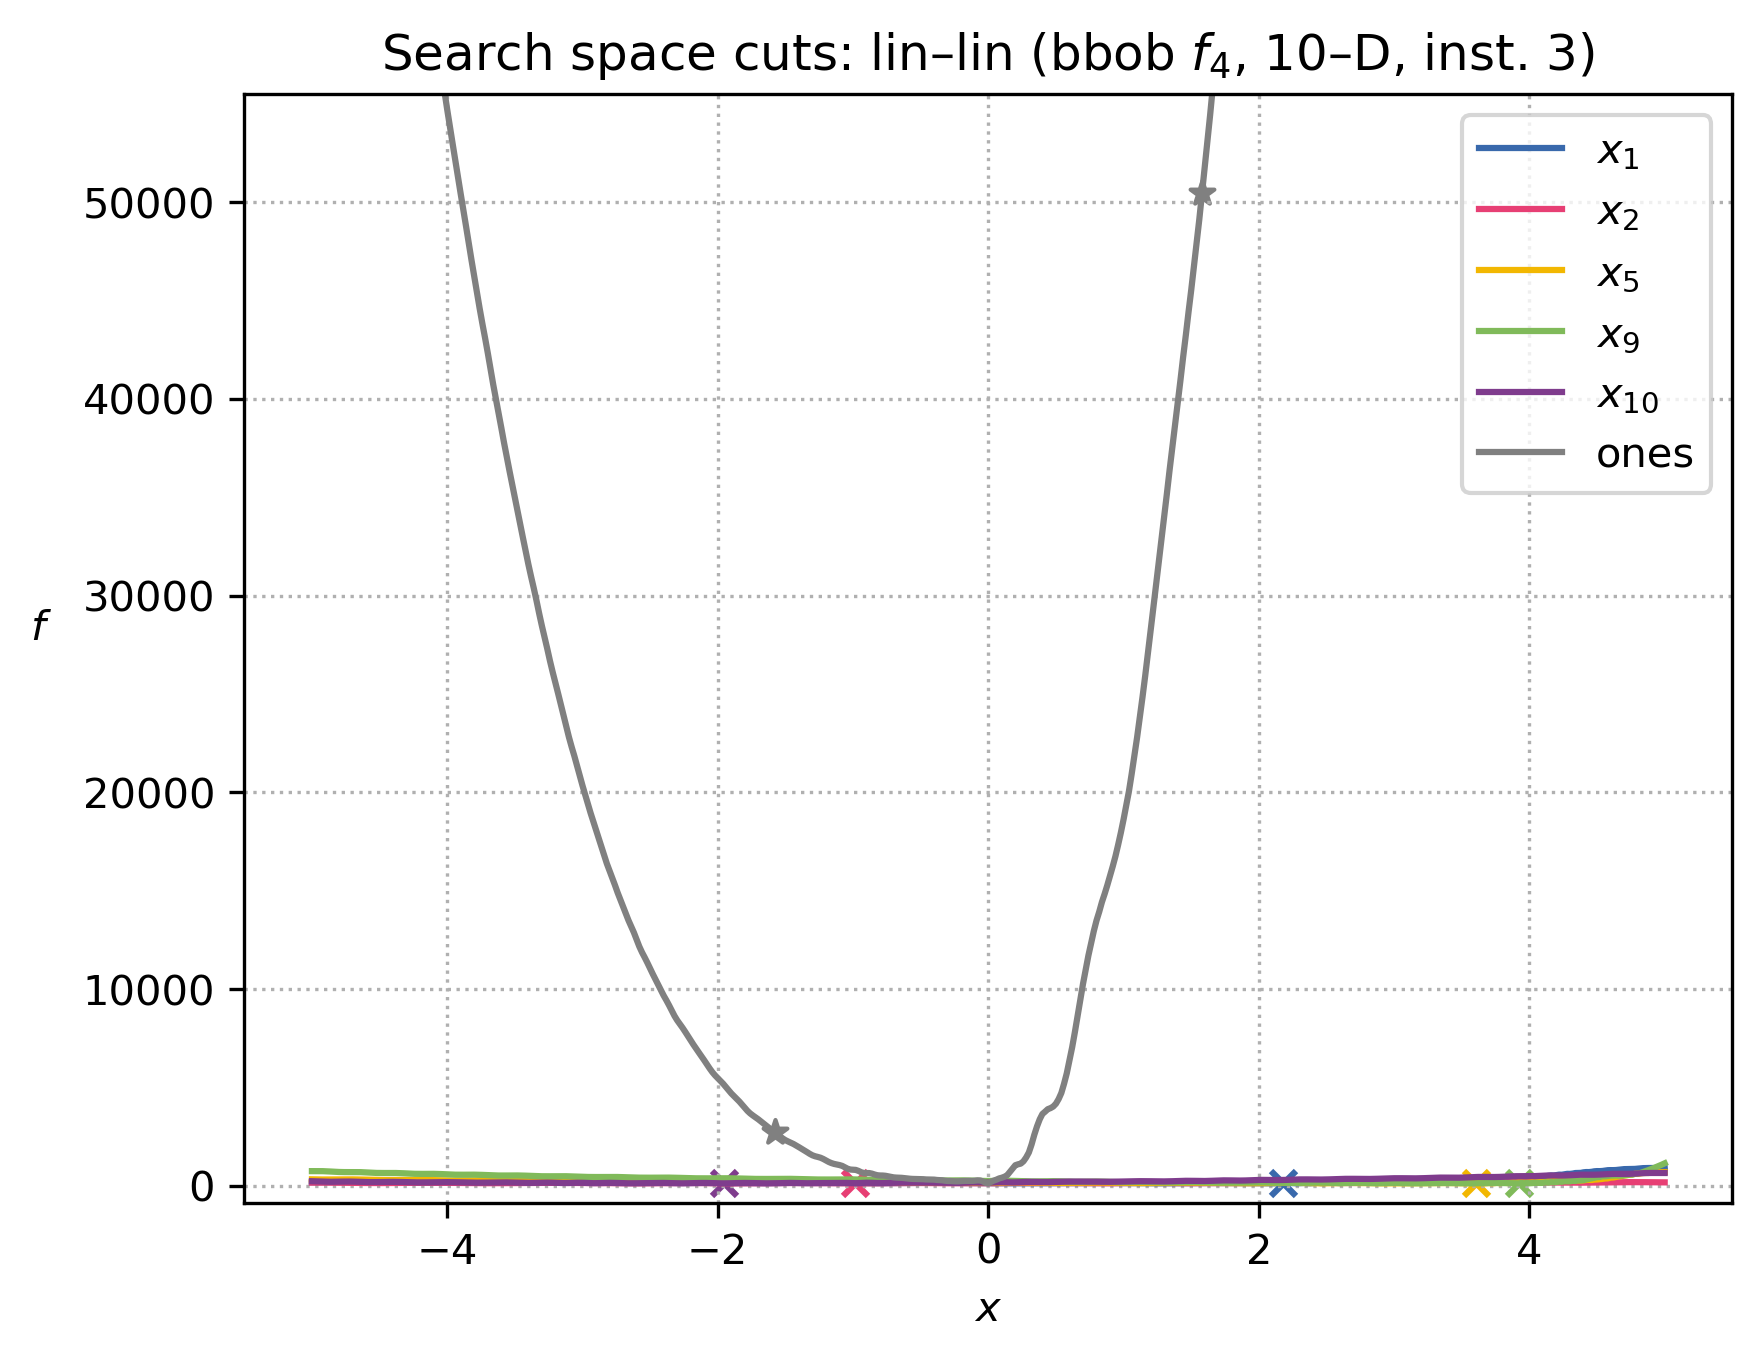 Search space cuts: lin–lin (bbob f₄, 10–D, inst. 3)
x₁
x₂
x₅
x₉
x₁₀
ones
50000
40000
30000
20000
10000
0
f
−4
−2
0
2
4
x